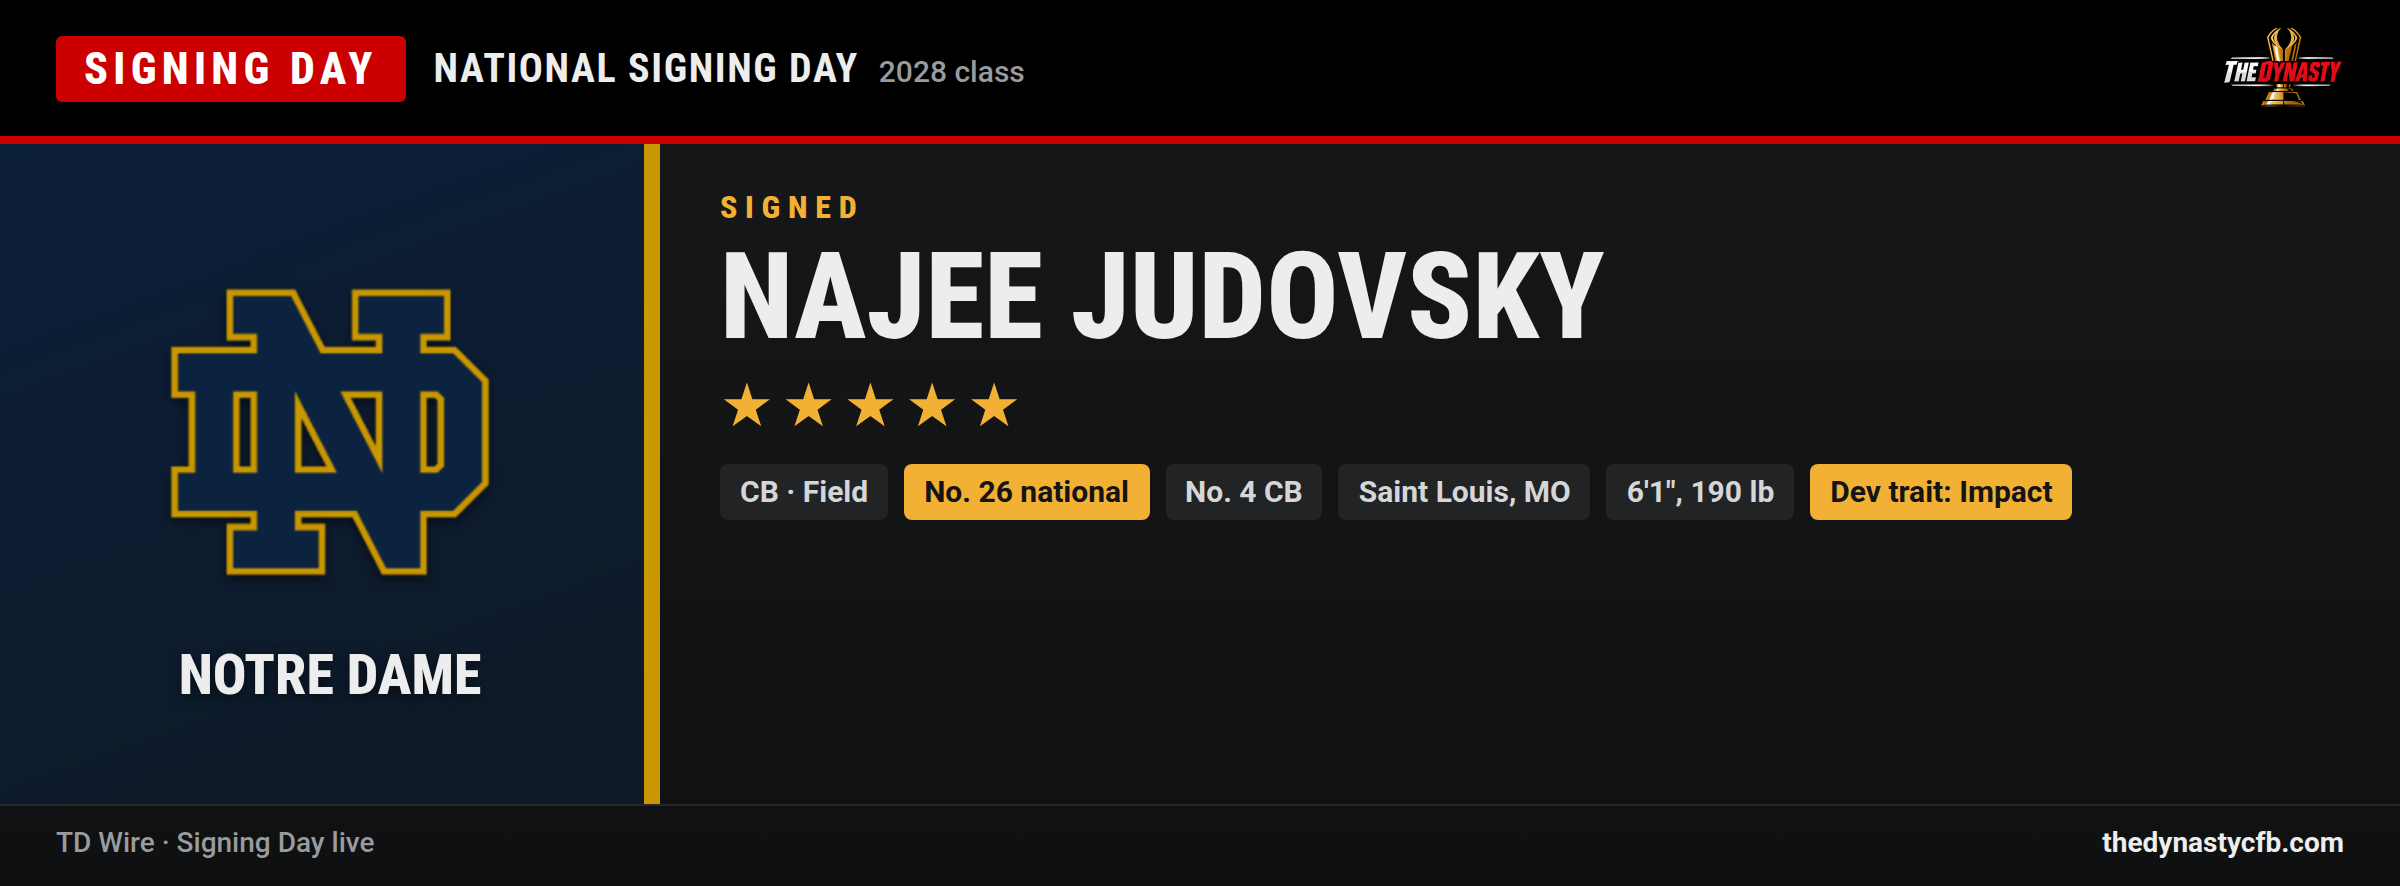 SIGNING DAY NATIONAL SIGNING DAY 2028 class
THE DYNASTY
SIGNED
NAJEE JUDOVSKY
★★★★★
CB · Field No. 26 national No. 4 CB Saint Louis, MO 6'1", 190 lb Dev trait: Impact
ND
NOTRE DAME
TD Wire · Signing Day live thedynastycfb.com